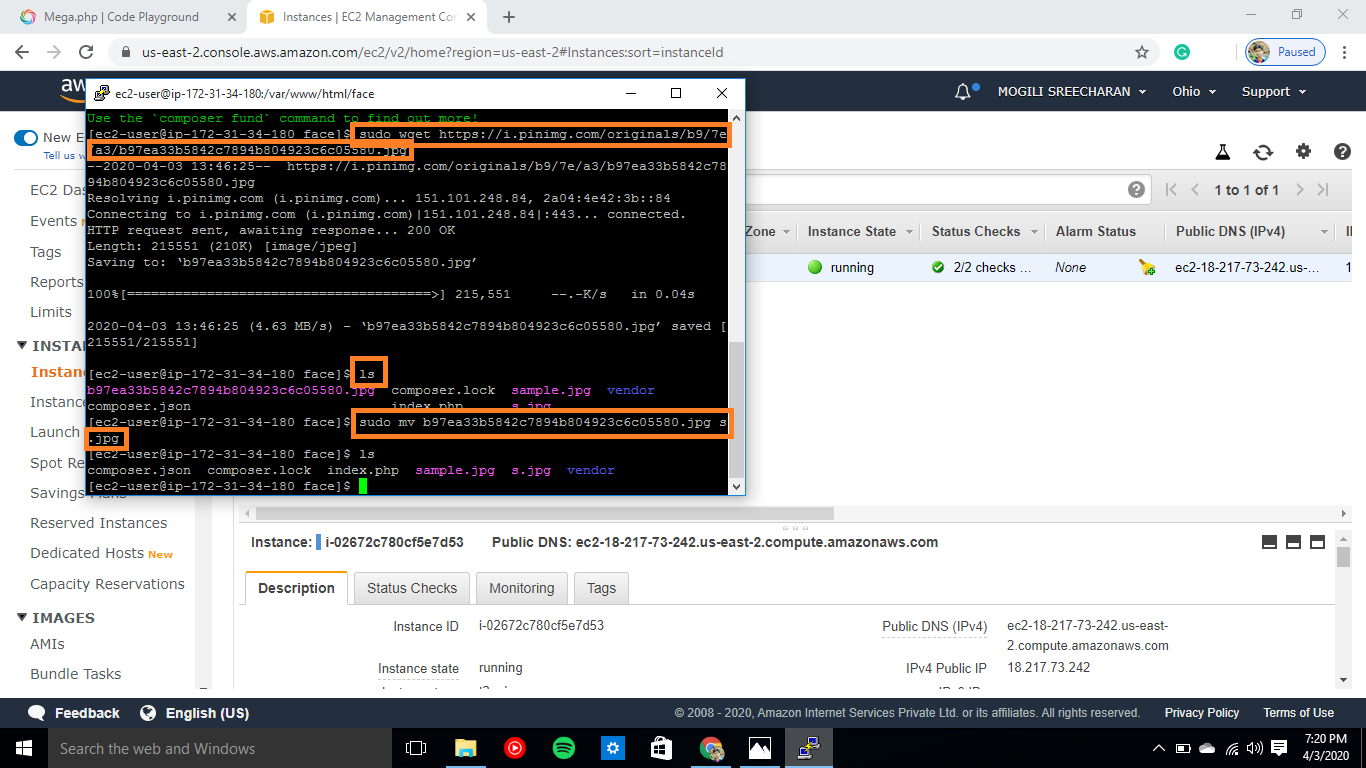 Mega.php | Code Playground
Instances | EC2 Management Con
us-east-2.console.aws.amazon.com/ec2/v2/home?region=us-east-2#Instances:sort=instanceId
Paused
aw
MOGILI SREECHARAN
Ohio
Support
ec2-user@ip-172-31-34-180:/var/www/html/face
Use the `composer fund` command to find out more!
[ec2-user@ip-172-31-34-180 face]$ sudo wget https://i.pinimg.com/originals/b9/7e
/a3/b97ea33b5842c7894b804923c6c05580.jpg
--2020-04-03 13:46:25--  https://i.pinimg.com/originals/b9/7e/a3/b97ea33b5842c78
94b804923c6c05580.jpg
Resolving i.pinimg.com (i.pinimg.com)... 151.101.248.84, 2a04:4e42:3b::84
Connecting to i.pinimg.com (i.pinimg.com)|151.101.248.84|:443... connected.
HTTP request sent, awaiting response... 200 OK
Length: 215551 (210K) [image/jpeg]
Saving to: ‘b97ea33b5842c7894b804923c6c05580.jpg’
100%[======================================>] 215,551     --.-K/s   in 0.04s
2020-04-03 13:46:25 (4.63 MB/s) - ‘b97ea33b5842c7894b804923c6c05580.jpg’ saved [
215551/215551]
[ec2-user@ip-172-31-34-180 face]$ ls
b97ea33b5842c7894b804923c6c05580.jpg  composer.lock  sample.jpg  vendor
composer.json                         index.php      s.jpg
[ec2-user@ip-172-31-34-180 face]$ sudo mv b97ea33b5842c7894b804923c6c05580.jpg s
.jpg
[ec2-user@ip-172-31-34-180 face]$ ls
composer.json  composer.lock  index.php  sample.jpg  s.jpg  vendor
[ec2-user@ip-172-31-34-180 face]$
New E
Tell us w
EC2 Das
Events
Tags
Reports
Limits
INSTAN
Instanc
Instance
Launch
Spot Re
Savings Plans
Reserved Instances
Dedicated Hosts New
Capacity Reservations
IMAGES
AMIs
Bundle Tasks
1 to 1 of 1
Zone
Instance State
Status Checks
Alarm Status
Public DNS (IPv4)
running
2/2 checks ...
None
ec2-18-217-73-242.us-...
1
Instance: i-02672c780cf5e7d53
Public DNS: ec2-18-217-73-242.us-east-2.compute.amazonaws.com
Description
Status Checks
Monitoring
Tags
Instance ID
i-02672c780cf5e7d53
Public DNS (IPv4)
ec2-18-217-73-242.us-east-
2.compute.amazonaws.com
Instance state
running
IPv4 Public IP
18.217.73.242
Feedback
English (US)
© 2008 - 2020, Amazon Internet Services Private Ltd. or its affiliates. All rights reserved.
Privacy Policy
Terms of Use
Search the web and Windows
7:20 PM
4/3/2020